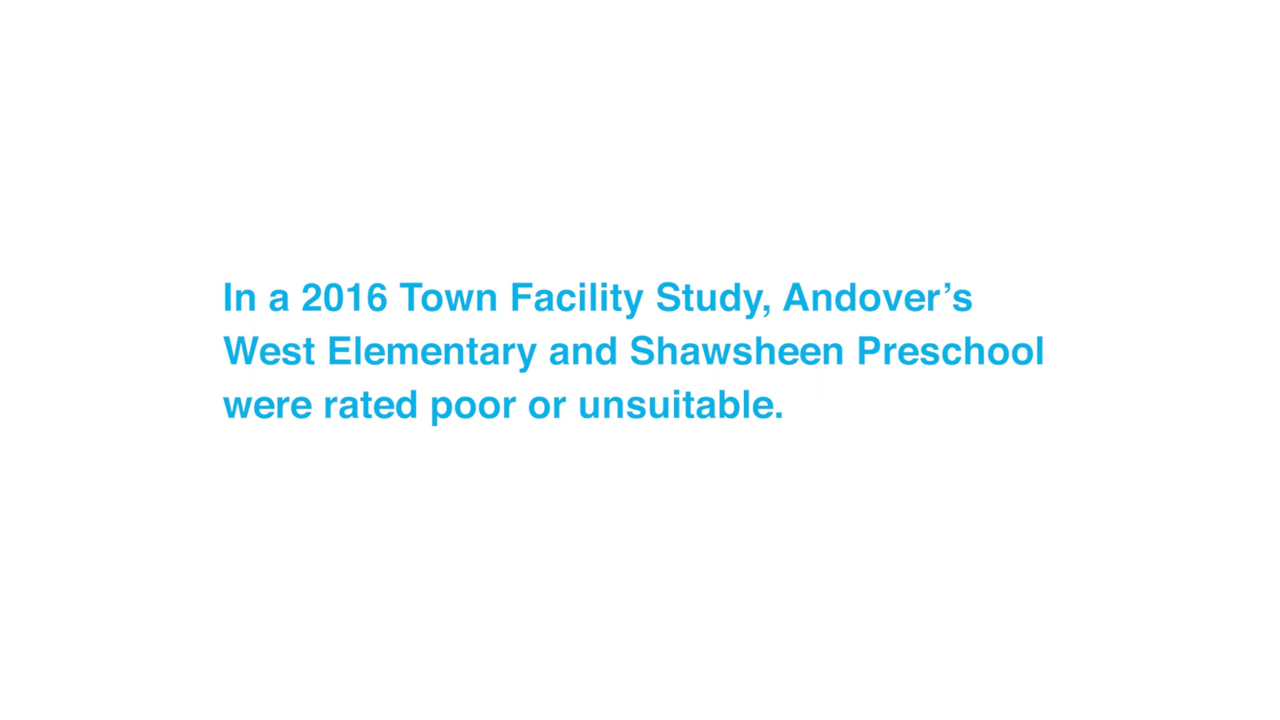 In a 2016 Town Facility Study, Andover’s
West Elementary and Shawsheen Preschool
were rated poor or unsuitable.